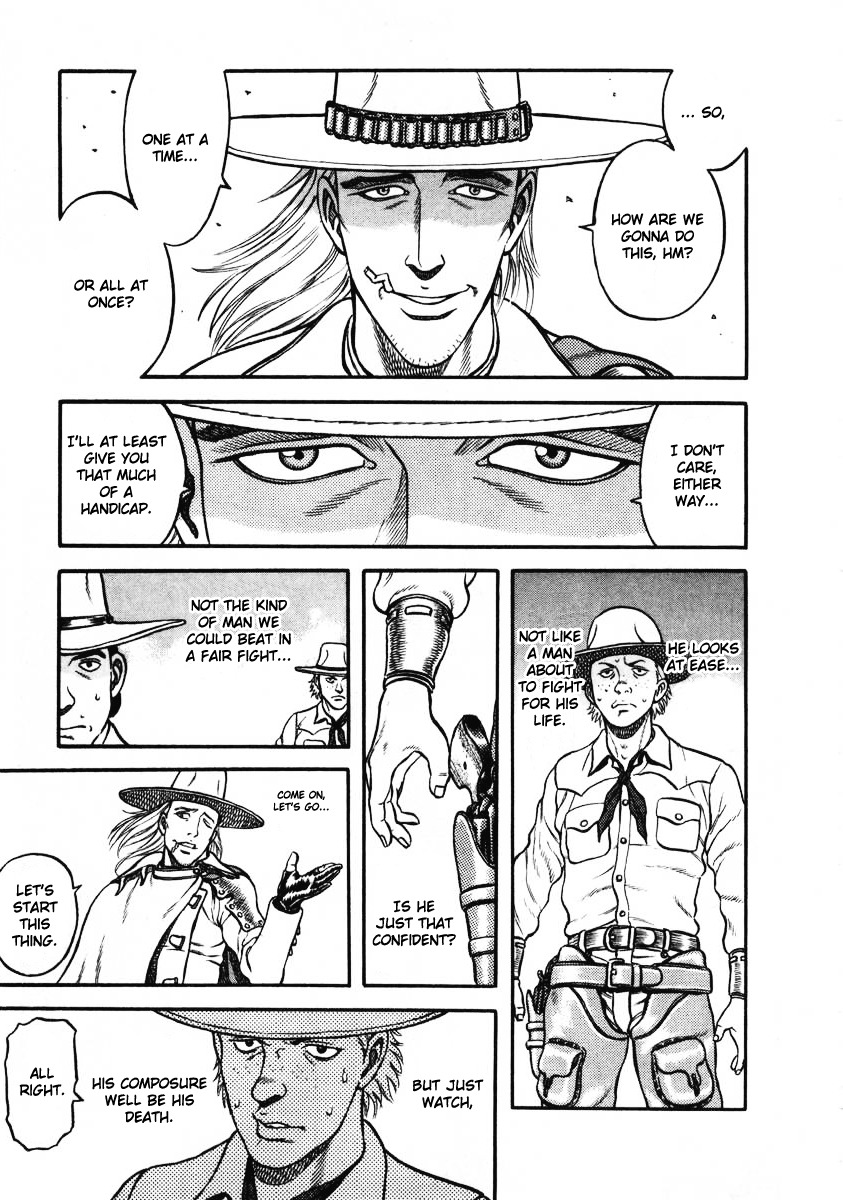 ... SO,
HOW ARE WE
GONNA DO
THIS, HM?
ONE AT A
TIME...
OR ALL AT
ONCE?
I DON'T
CARE,
EITHER
WAY...
I'LL AT LEAST
GIVE YOU
THAT MUCH
OF A
HANDICAP.
HE LOOKS
AT EASE...
NOT LIKE
A MAN
ABOUT
TO FIGHT
FOR HIS
LIFE.
IS HE
JUST THAT
CONFIDENT?
NOT THE KIND
OF MAN WE
COULD BEAT IN
A FAIR FIGHT...
COME ON,
LET'S GO...
LET'S
START
THIS
THING.
BUT JUST
WATCH,
HIS COMPOSURE
WELL BE HIS
DEATH.
ALL
RIGHT.